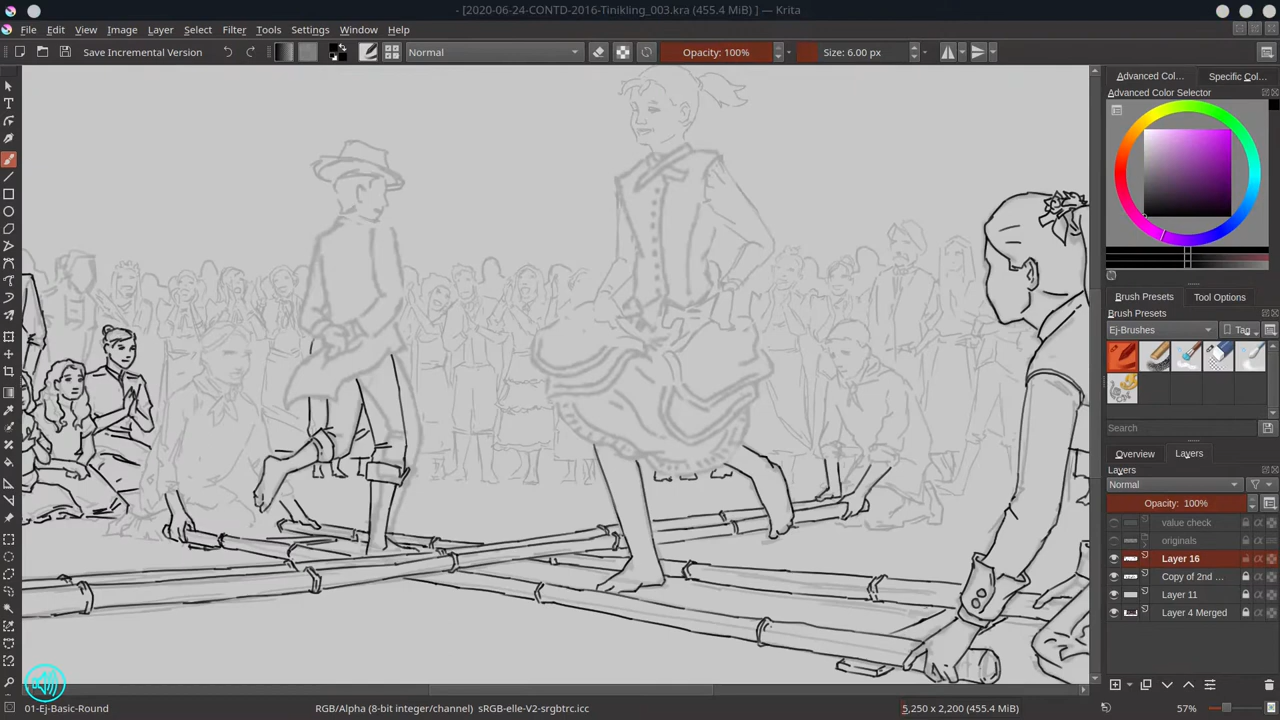 - [2020-06-24-CONTD-2016-Tinikling_003.kra (455.4 MiB) ] — Krita
File Edit View Image Layer Select Filter Tools Settings Window Help
Save Incremental Version Normal Opacity: 100% Size: 6.00 px
Advanced Col... Specific Co...
Advanced Color Selector
Brush Presets Tool Options
Brush Presets
Ej-Brushes Tag
Search
Overview Layers
Layers
Normal
Opacity: 100%
value check
originals
Layer 16
Copy of 2nd ...
Layer 11
Layer 4 Merged
01-Ej-Basic-Round RGB/Alpha (8-bit integer/channel) sRGB-elle-V2-srgbtrc.icc 5,250 x 2,200 (455.4 MiB) 57%